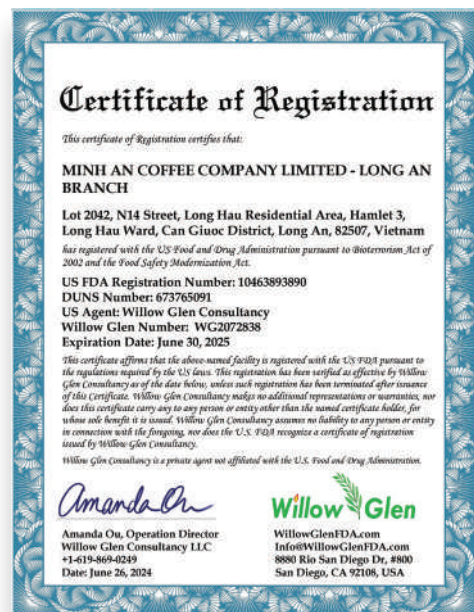 Certificate of Registration
This certificate of Registration certifies that:
MINH AN COFFEE COMPANY LIMITED - LONG AN
BRANCH
Lot 2042, N14 Street, Long Hau Residential Area, Hamlet 3,
Long Hau Ward, Can Giuoc District, Long An, 82507, Vietnam
has registered with the US Food and Drug Administration pursuant to Bioterrorism Act of
2002 and the Food Safety Modernization Act.
US FDA Registration Number: 10463893890
DUNS Number: 673765091
US Agent: Willow Glen Consultancy
Willow Glen Number: WG2072838
Expiration Date: June 30, 2025
This certificate affirms that the above-named facility is registered with the US FDA pursuant to
the regulations required by the US laws. This registration has been verified as effective by Willow
Glen Consultancy as of the date below, unless such registration has been terminated after issuance
of this Certificate. Willow Glen Consultancy makes no additional representations or warranties, nor
does this certificate carry any to any person or entity other than the named certificate holder, for
whose sole benefit it is issued. Willow Glen Consultancy assumes no liability to any person or entity
in connection with the foregoing, nor does the U.S. FDA recognize a certificate of registration
issued by Willow Glen Consultancy.
Willow Glen Consultancy is a private agent not affiliated with the U.S. Food and Drug Administration.
Amanda Ou
Willow Glen
Amanda Ou, Operation Director
Willow Glen Consultancy LLC
+1-619-869-0249
Date: June 26, 2024
WillowGlenFDA.com
Info@WillowGlenFDA.com
8880 Rio San Diego Dr, #800
San Diego, CA 92108, USA